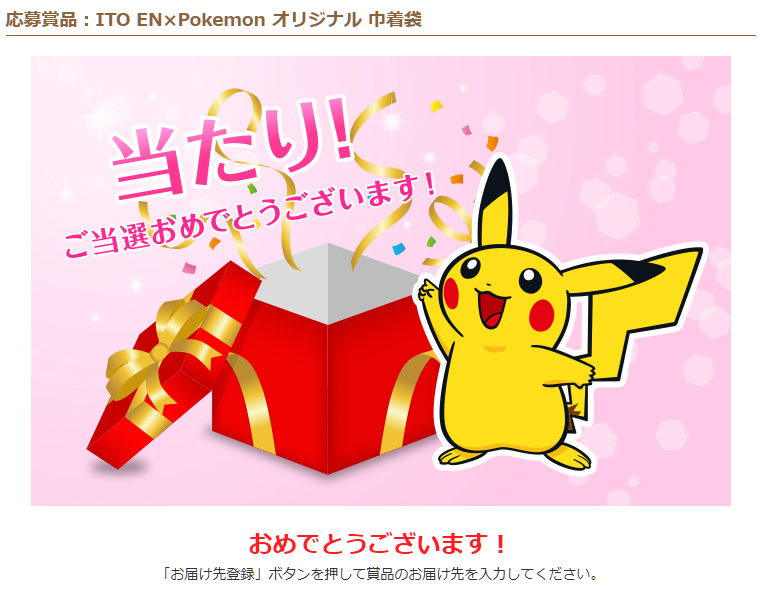 応募賞品：ITO EN×Pokemon オリジナル 巾着袋
当たり!
ご当選おめでとうございます！
おめでとうございます！
「お届け先登録」ボタンを押して賞品のお届け先を入力してください。